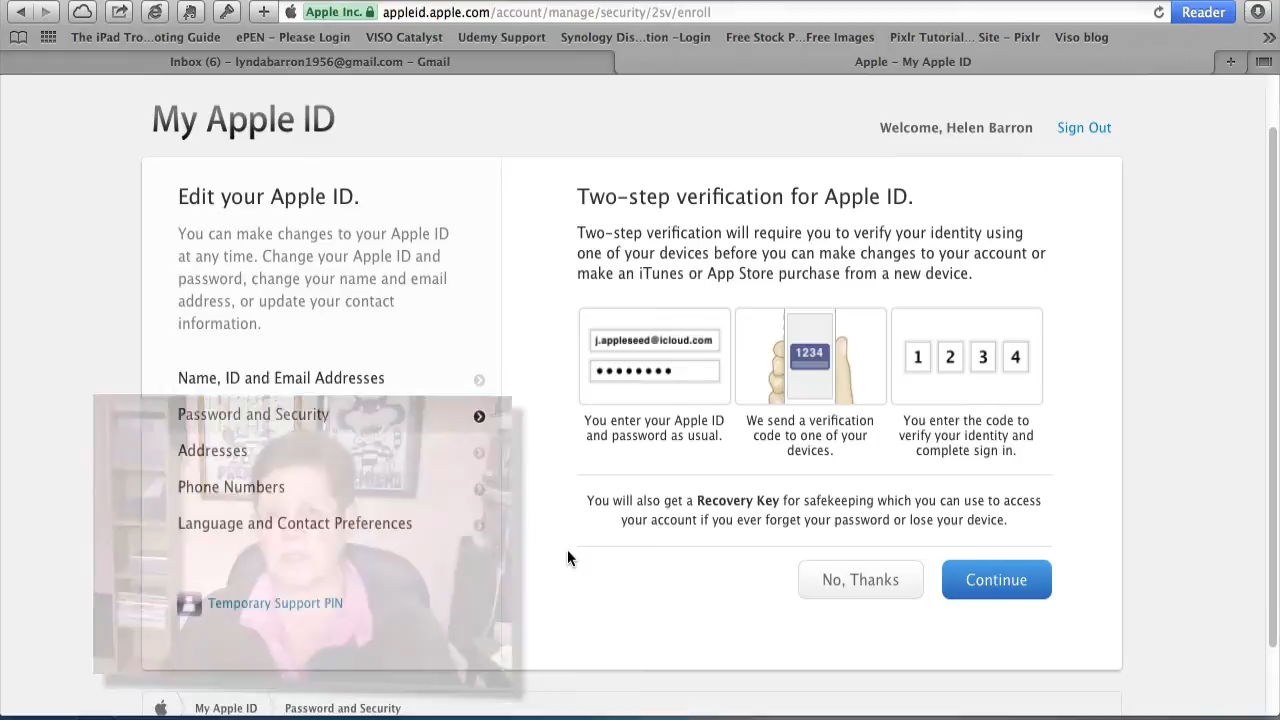 Apple Inc. appleid.apple.com/account/manage/security/2sv/enroll Reader
The iPad Tro...oting Guide ePEN - Please Login VISO Catalyst Udemy Support Synology Dis...tion -Login Free Stock P...Free Images Pixlr Tutorial... Site - Pixlr Viso blog
Inbox (6) - lyndabarron1956@gmail.com - Gmail Apple - My Apple ID
My Apple ID
Welcome, Helen Barron Sign Out
Edit your Apple ID.
You can make changes to your Apple ID
at any time. Change your Apple ID and
password, change your name and email
address, or update your contact
information.
Name, ID and Email Addresses
Password and Security
Addresses
Phone Numbers
Language and Contact Preferences
Temporary Support PIN
Two-step verification for Apple ID.
Two-step verification will require you to verify your identity using
one of your devices before you can make changes to your account or
make an iTunes or App Store purchase from a new device.
j.appleseed@icloud.com
1234
1 2 3 4
You enter your Apple ID
and password as usual.
We send a verification
code to one of your
devices.
You enter the code to
verify your identity and
complete sign in.
You will also get a Recovery Key for safekeeping which you can use to access
your account if you ever forget your password or lose your device.
No, Thanks Continue
My Apple ID Password and Security